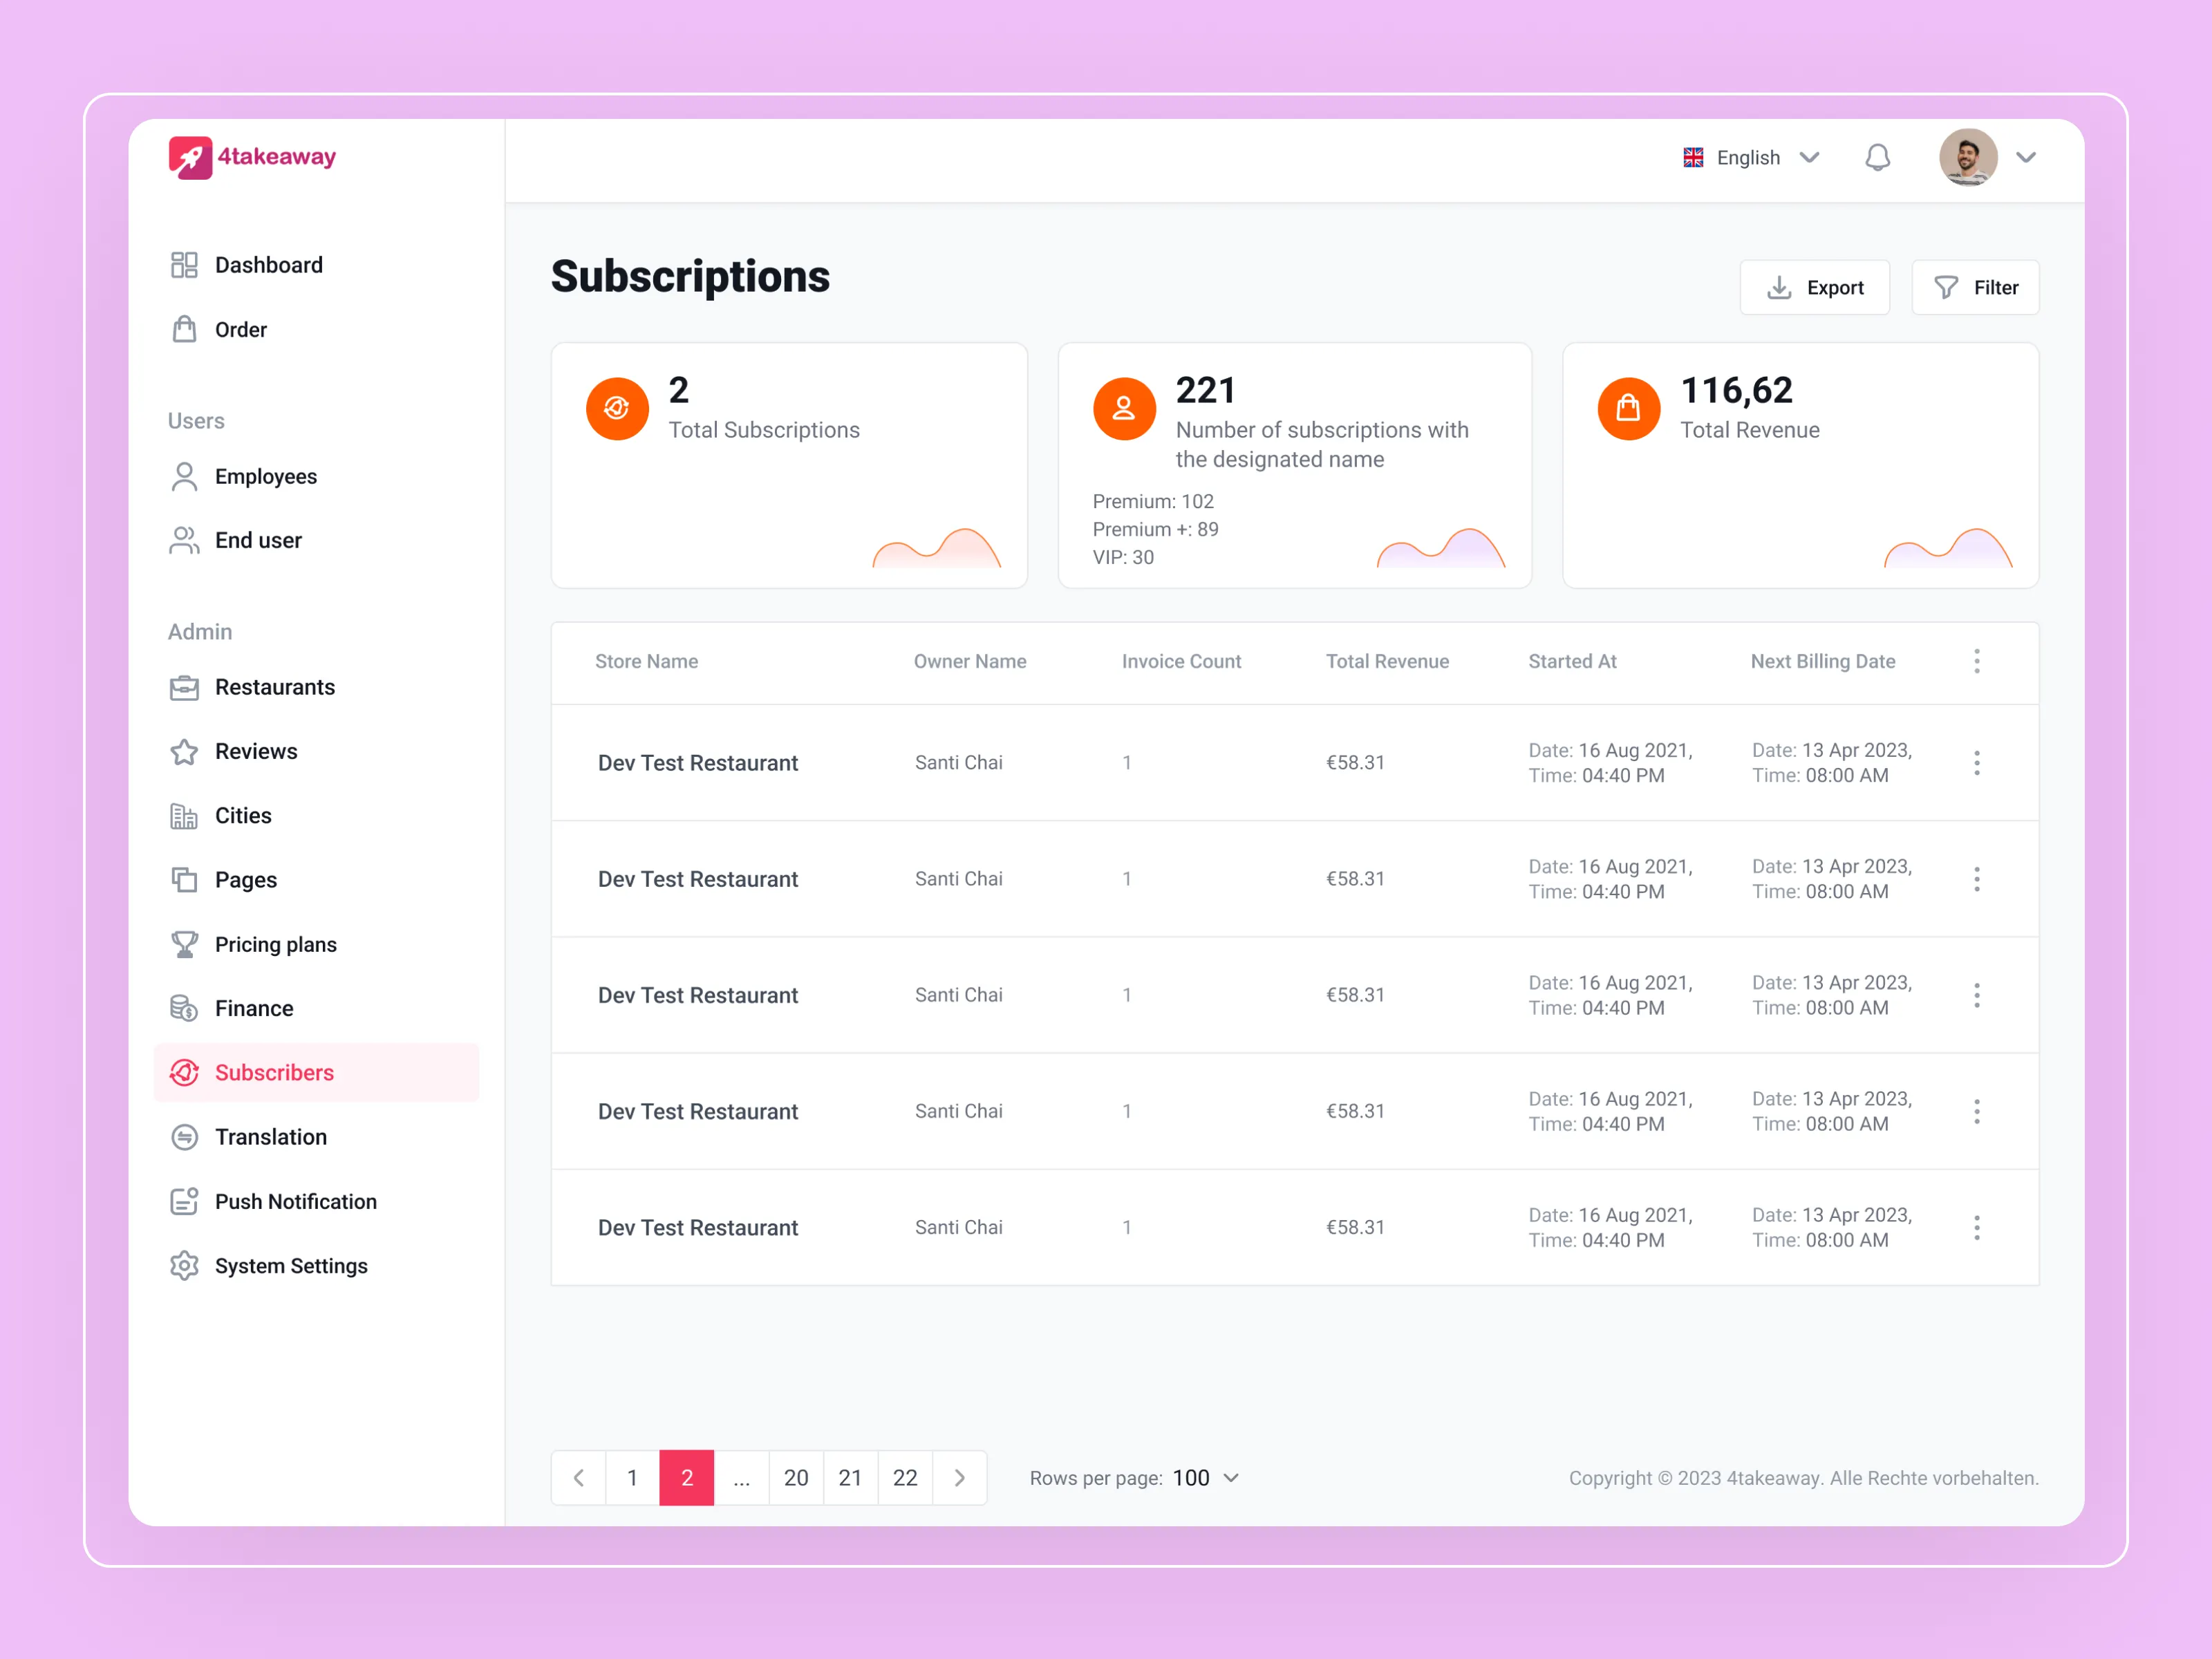 4takeaway
English
Dashboard
Order
Users
Employees
End user
Admin
Restaurants
Reviews
Cities
Pages
Pricing plans
Finance
Subscribers
Translation
Push Notification
System Settings
Subscriptions
Export
Filter
2
Total Subscriptions
221
Number of subscriptions with
the designated name
Premium: 102
Premium +: 89
VIP: 30
116,62
Total Revenue
Store Name Owner Name Invoice Count Total Revenue Started At Next Billing Date
Dev Test Restaurant Santi Chai 1 €58.31 Date: 16 Aug 2021, Date: 13 Apr 2023,
Time: 04:40 PM Time: 08:00 AM
Dev Test Restaurant Santi Chai 1 €58.31 Date: 16 Aug 2021, Date: 13 Apr 2023,
Time: 04:40 PM Time: 08:00 AM
Dev Test Restaurant Santi Chai 1 €58.31 Date: 16 Aug 2021, Date: 13 Apr 2023,
Time: 04:40 PM Time: 08:00 AM
Dev Test Restaurant Santi Chai 1 €58.31 Date: 16 Aug 2021, Date: 13 Apr 2023,
Time: 04:40 PM Time: 08:00 AM
Dev Test Restaurant Santi Chai 1 €58.31 Date: 16 Aug 2021, Date: 13 Apr 2023,
Time: 04:40 PM Time: 08:00 AM
1 2 ... 20 21 22
Rows per page: 100
Copyright © 2023 4takeaway. Alle Rechte vorbehalten.